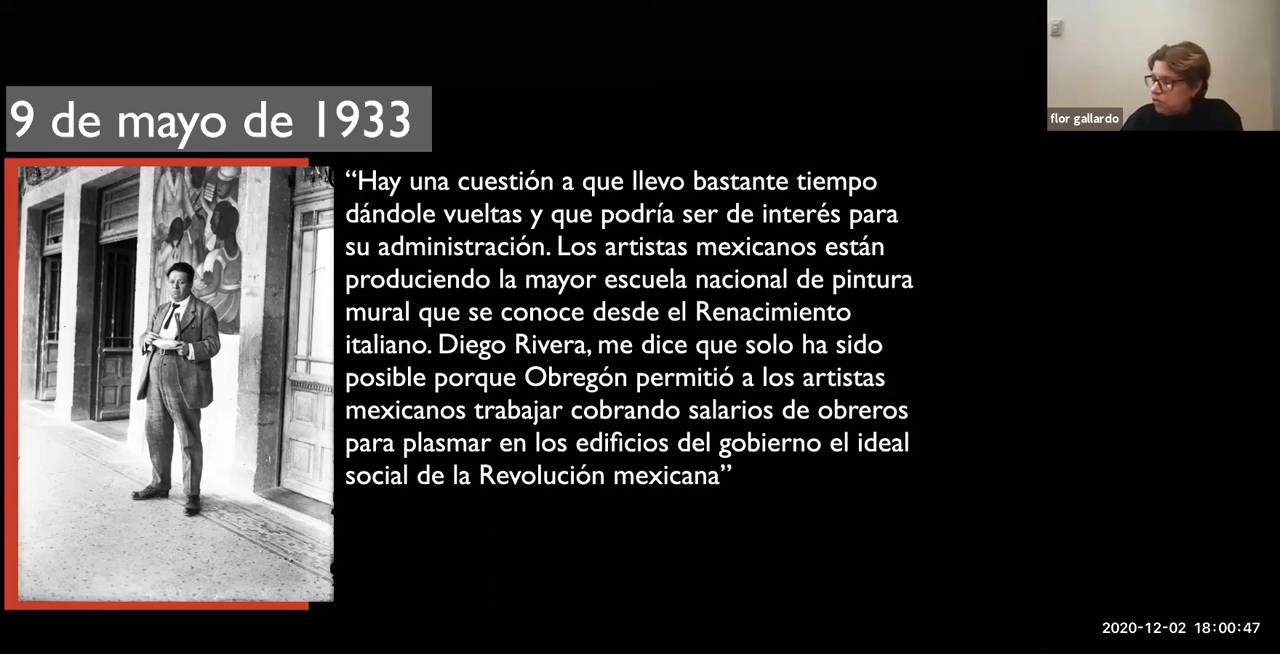 9 de mayo de 1933
“Hay una cuestión a que llevo bastante tiempo
dándole vueltas y que podría ser de interés para
su administración. Los artistas mexicanos están
produciendo la mayor escuela nacional de pintura
mural que se conoce desde el Renacimiento
italiano. Diego Rivera, me dice que solo ha sido
posible porque Obregón permitió a los artistas
mexicanos trabajar cobrando salarios de obreros
para plasmar en los edificios del gobierno el ideal
social de la Revolución mexicana”
flor gallardo
2020-12-02 18:00:47